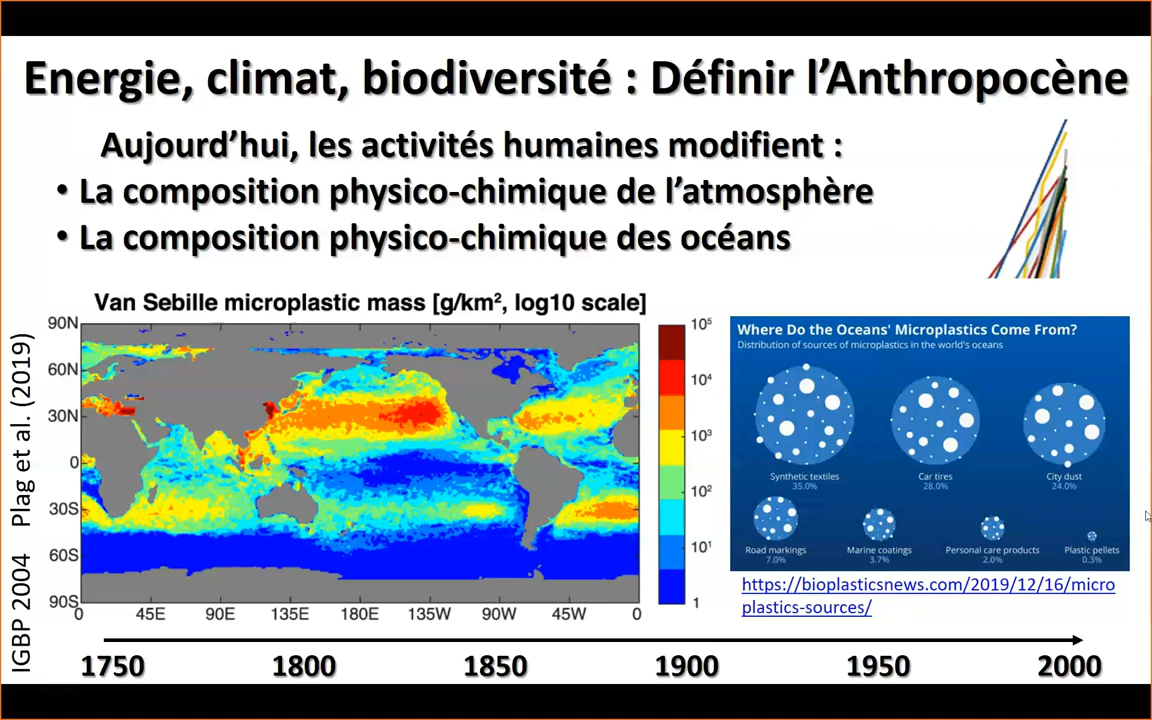 Energie, climat, biodiversité : Définir l’Anthropocène
Aujourd’hui, les activités humaines modifient :
• La composition physico-chimique de l’atmosphère
• La composition physico-chimique des océans
IGBP 2004 Plag et al. (2019)
Van Sebille microplastic mass [g/km², log10 scale]
90N
60N
30N
0
30S
60S
90S
0 45E 90E 135E 180E 135W 90W 45W 0
10⁵
10⁴
10³
10²
10¹
1
Where Do the Oceans' Microplastics Come From?
Distribution of sources of microplastics in the world's oceans
Synthetic textiles Car tires City dust
35.0% 28.0% 24.0%
Road markings Marine coatings Personal care products Plastic pellets
7.0% 3.7% 2.0% 0.3%
https://bioplasticsnews.com/2019/12/16/micro
plastics-sources/
1750 1800 1850 1900 1950 2000